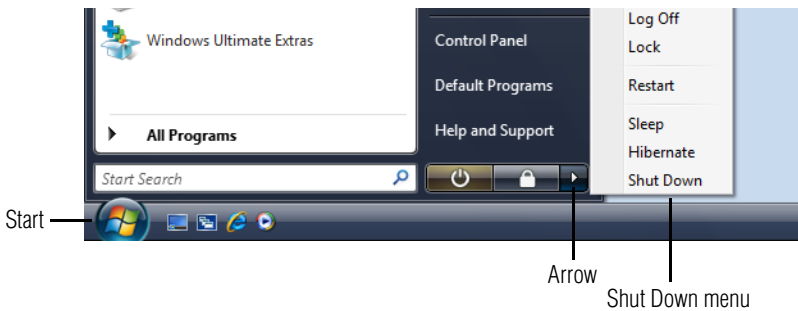 Windows Ultimate Extras
All Programs
Start Search
Control Panel
Default Programs
Help and Support
Log Off
Lock
Restart
Sleep
Hibernate
Shut Down
Start
Arrow
Shut Down menu